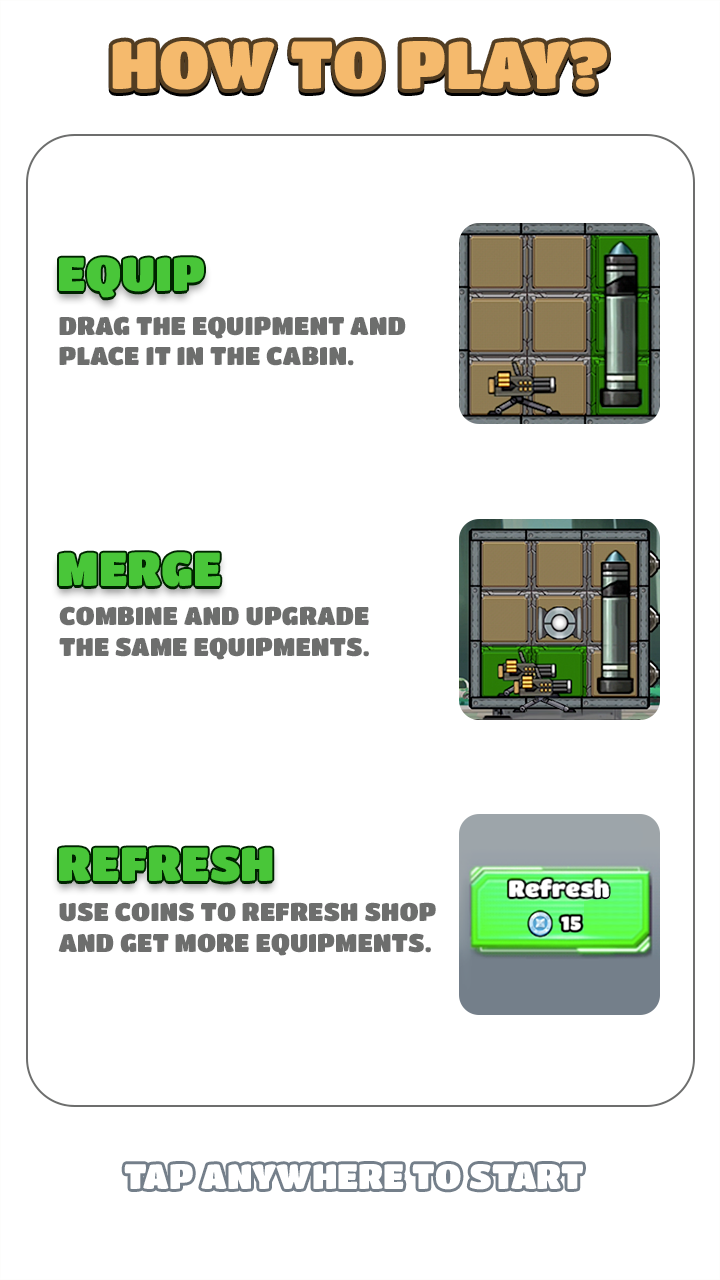 HOW TO PLAY?
EQUIP
DRAG THE EQUIPMENT AND
PLACE IT IN THE CABIN.
MERGE
COMBINE AND UPGRADE
THE SAME EQUIPMENTS.
REFRESH
USE COINS TO REFRESH SHOP
AND GET MORE EQUIPMENTS.
Refresh
15
TAP ANYWHERE TO START